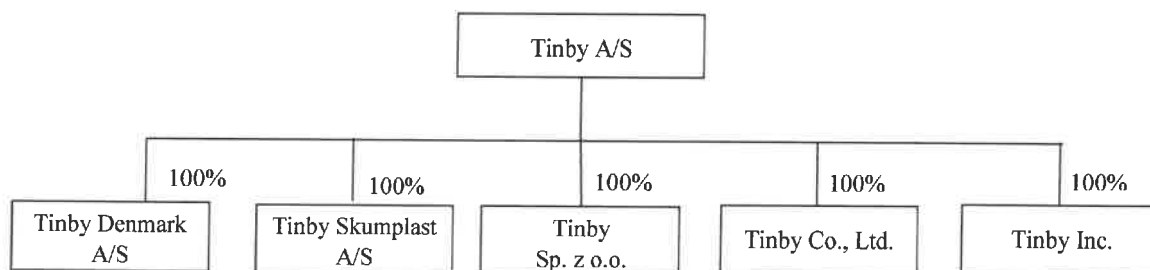 Tinby A/S
100%
100%
100%
100%
100%
Tinby Denmark
A/S
Tinby Skumplast
A/S
Tinby
Sp. z o.o.
Tinby Co., Ltd.
Tinby Inc.